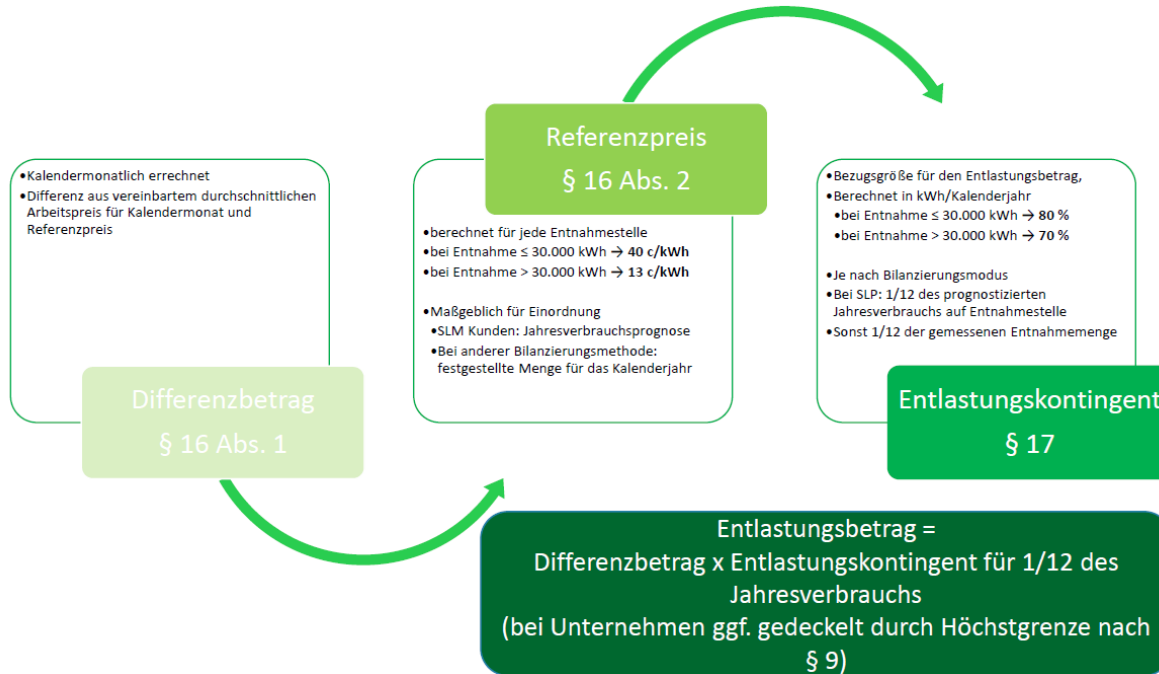 •Kalendermonatlich errechnet
•Differenz aus vereinbartem durchschnittlichen
Arbeitspreis für Kalendermonat und
Referenzpreis
Differenzbetrag
§ 16 Abs. 1
Referenzpreis
§ 16 Abs. 2
•berechnet für jede Entnahmestelle
•bei Entnahme ≤ 30.000 kWh → 40 c/kWh
•bei Entnahme > 30.000 kWh → 13 c/kWh
•Maßgeblich für Einordnung
•SLM Kunden: Jahresverbrauchsprognose
•Bei anderer Bilanzierungsmethode:
festgestellte Menge für das Kalenderjahr
•Bezugsgröße für den Entlastungsbetrag,
•Berechnet in kWh/Kalenderjahr
•bei Entnahme ≤ 30.000 kWh → 80 %
•bei Entnahme > 30.000 kWh → 70 %
•Je nach Bilanzierungsmodus
•Bei SLP: 1/12 des prognostizierten
Jahresverbrauchs auf Entnahmestelle
•Sonst 1/12 der gemessenen Entnahmemenge
Entlastungskontingent
§ 17
Entlastungsbetrag =
Differenzbetrag x Entlastungskontingent für 1/12 des
Jahresverbrauchs
(bei Unternehmen ggf. gedeckelt durch Höchstgrenze nach
§ 9)